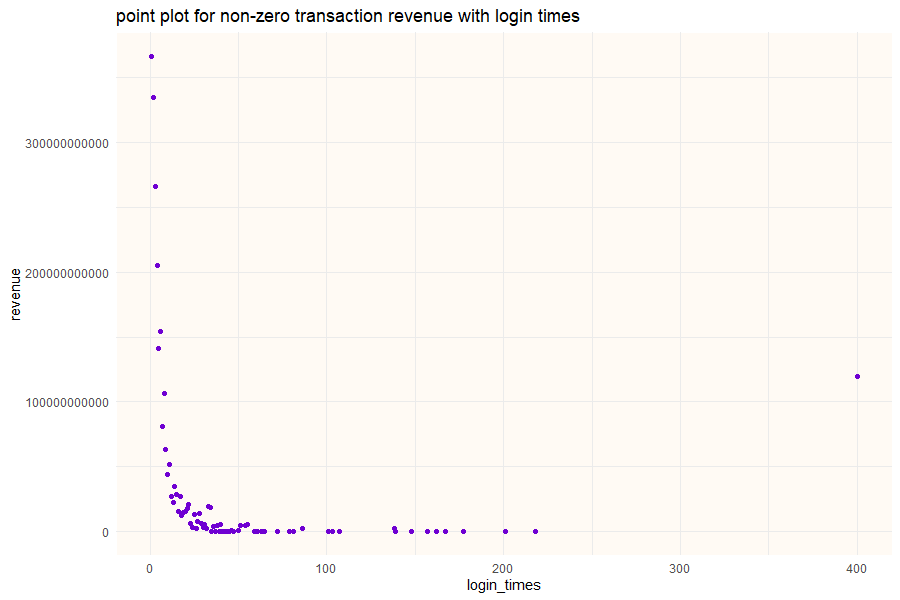 point plot for non-zero transaction revenue with login times
300000000000
200000000000
100000000000
0
revenue
0 100 200 300 400
login_times